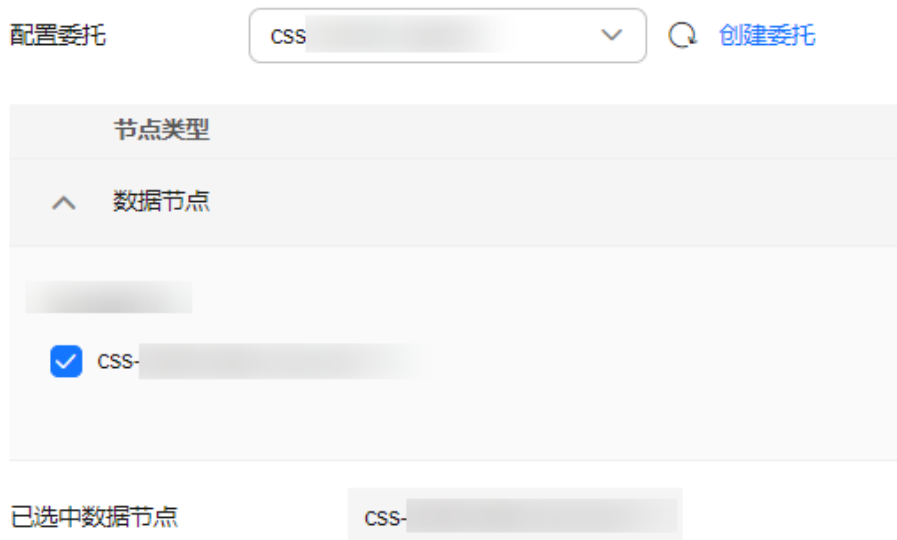 配置委托 css 创建委托
节点类型
数据节点
css-
已选中数据节点 css-